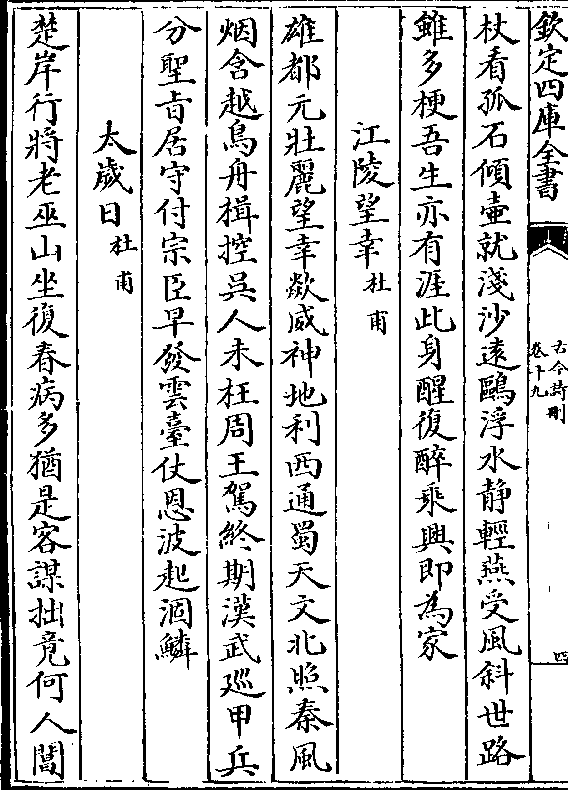 欽定四庫全書
古今詩刪
卷十九
四
杖看孤石傾壺就淺沙遠鷗浮水静輕燕受風斜世路
雖多梗吾生亦有涯此身醒復醉乘興即為家
江陵望幸 杜甫
雄都元壯麗望幸歘威神地利西通蜀天文北照秦風
烟含越鳥舟楫控吳人未枉周王駕終期漢武廵甲兵
分聖㫖居守付宗臣早發雲臺仗恩波起涸鱗
太歲日 杜甫
楚岸行將老巫山坐復春病多猶是客謀拙竟何人閶